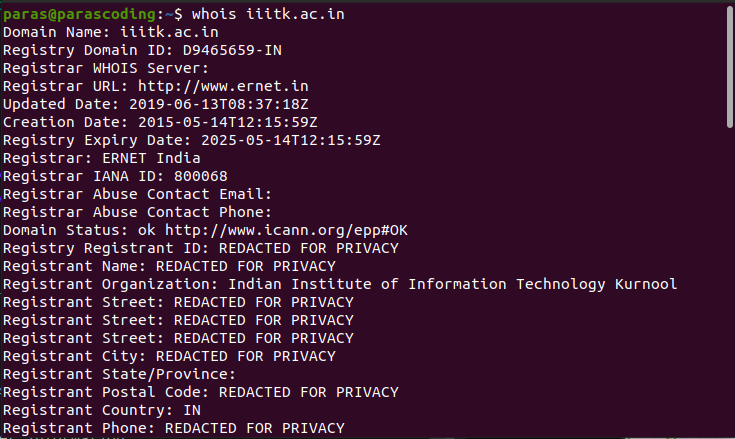 paras@parascoding:~$ whois iiitk.ac.in
Domain Name: iiitk.ac.in
Registry Domain ID: D9465659-IN
Registrar WHOIS Server:
Registrar URL: http://www.ernet.in
Updated Date: 2019-06-13T08:37:18Z
Creation Date: 2015-05-14T12:15:59Z
Registry Expiry Date: 2025-05-14T12:15:59Z
Registrar: ERNET India
Registrar IANA ID: 800068
Registrar Abuse Contact Email:
Registrar Abuse Contact Phone:
Domain Status: ok http://www.icann.org/epp#OK
Registry Registrant ID: REDACTED FOR PRIVACY
Registrant Name: REDACTED FOR PRIVACY
Registrant Organization: Indian Institute of Information Technology Kurnool
Registrant Street: REDACTED FOR PRIVACY
Registrant Street: REDACTED FOR PRIVACY
Registrant Street: REDACTED FOR PRIVACY
Registrant City: REDACTED FOR PRIVACY
Registrant State/Province:
Registrant Postal Code: REDACTED FOR PRIVACY
Registrant Country: IN
Registrant Phone: REDACTED FOR PRIVACY